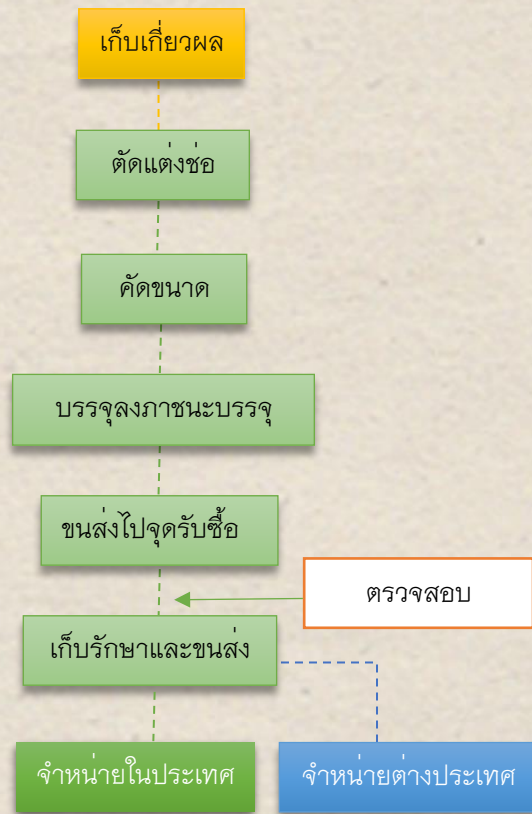 เก็บเกี่ยวผล
ตัดแต่งช่อ
คัดขนาด
บรรจุลงภาชนะบรรจุ
ขนส่งไปจุดรับซื้อ
ตรวจสอบ
เก็บรักษาและขนส่ง
จำหน่ายในประเทศ
จำหน่ายต่างประเทศ